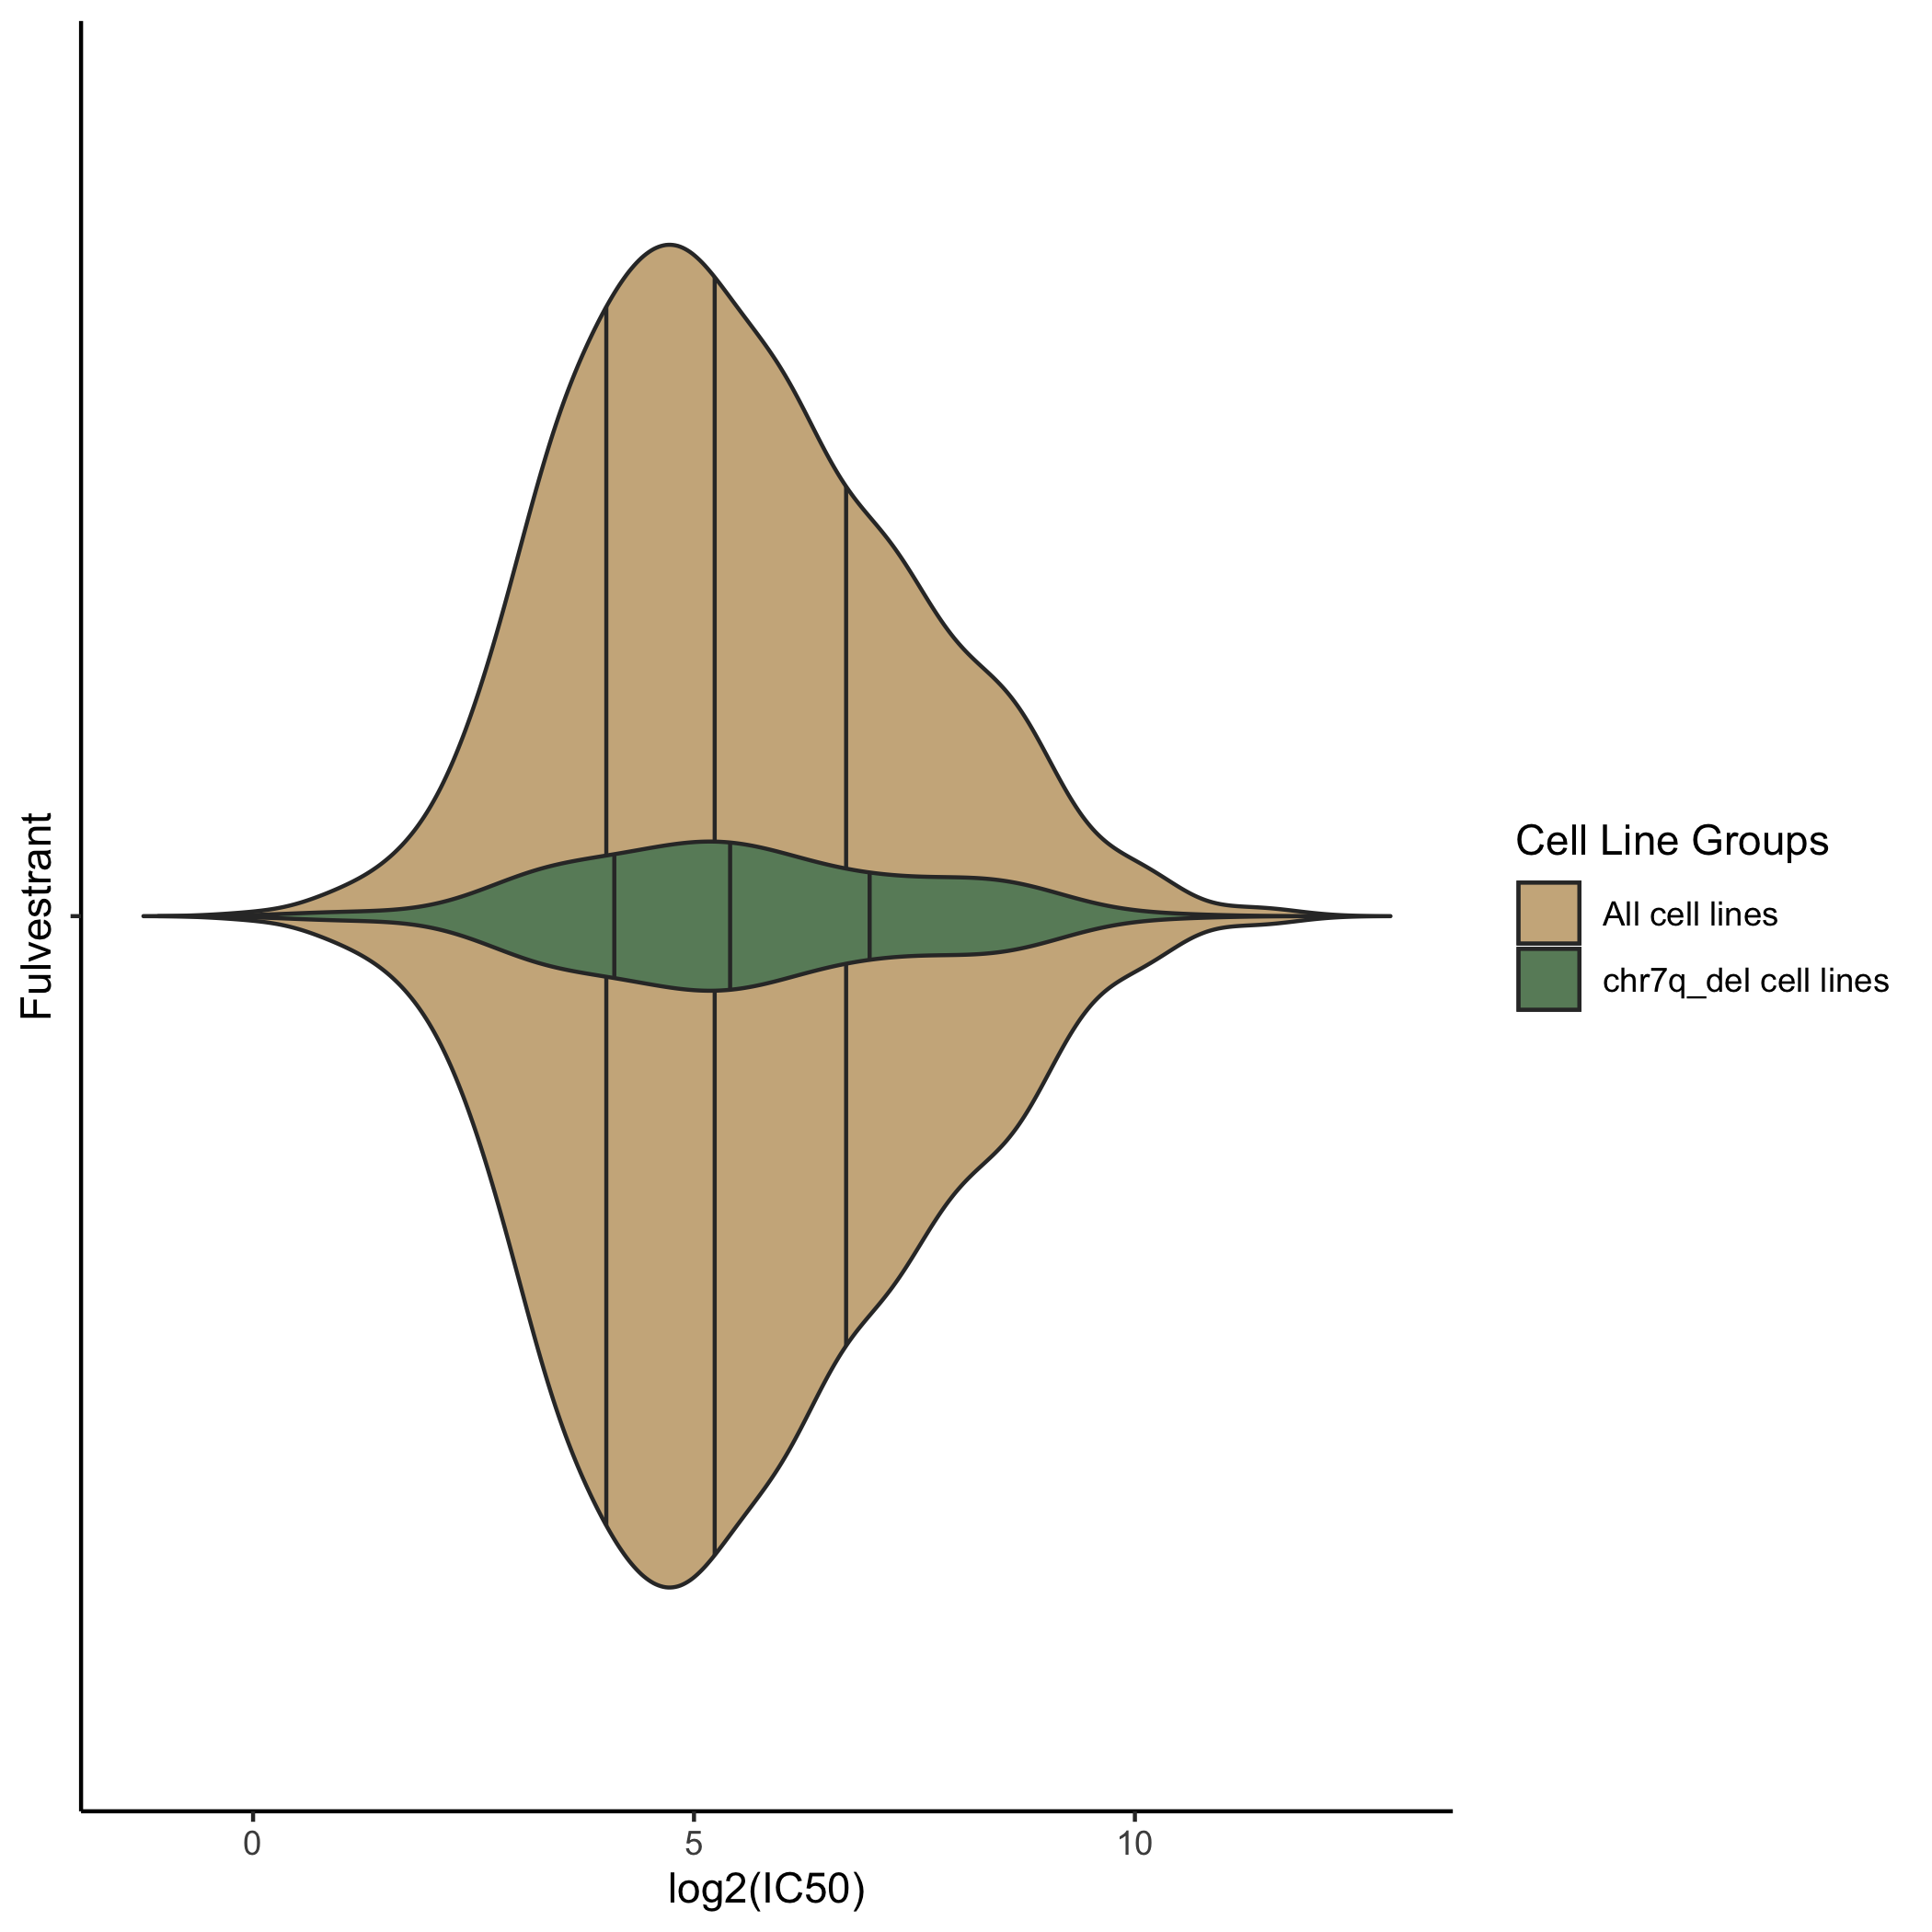 Fulvestrant
0
5
10
log2(IC50)
Cell Line Groups
All cell lines
chr7q_del cell lines